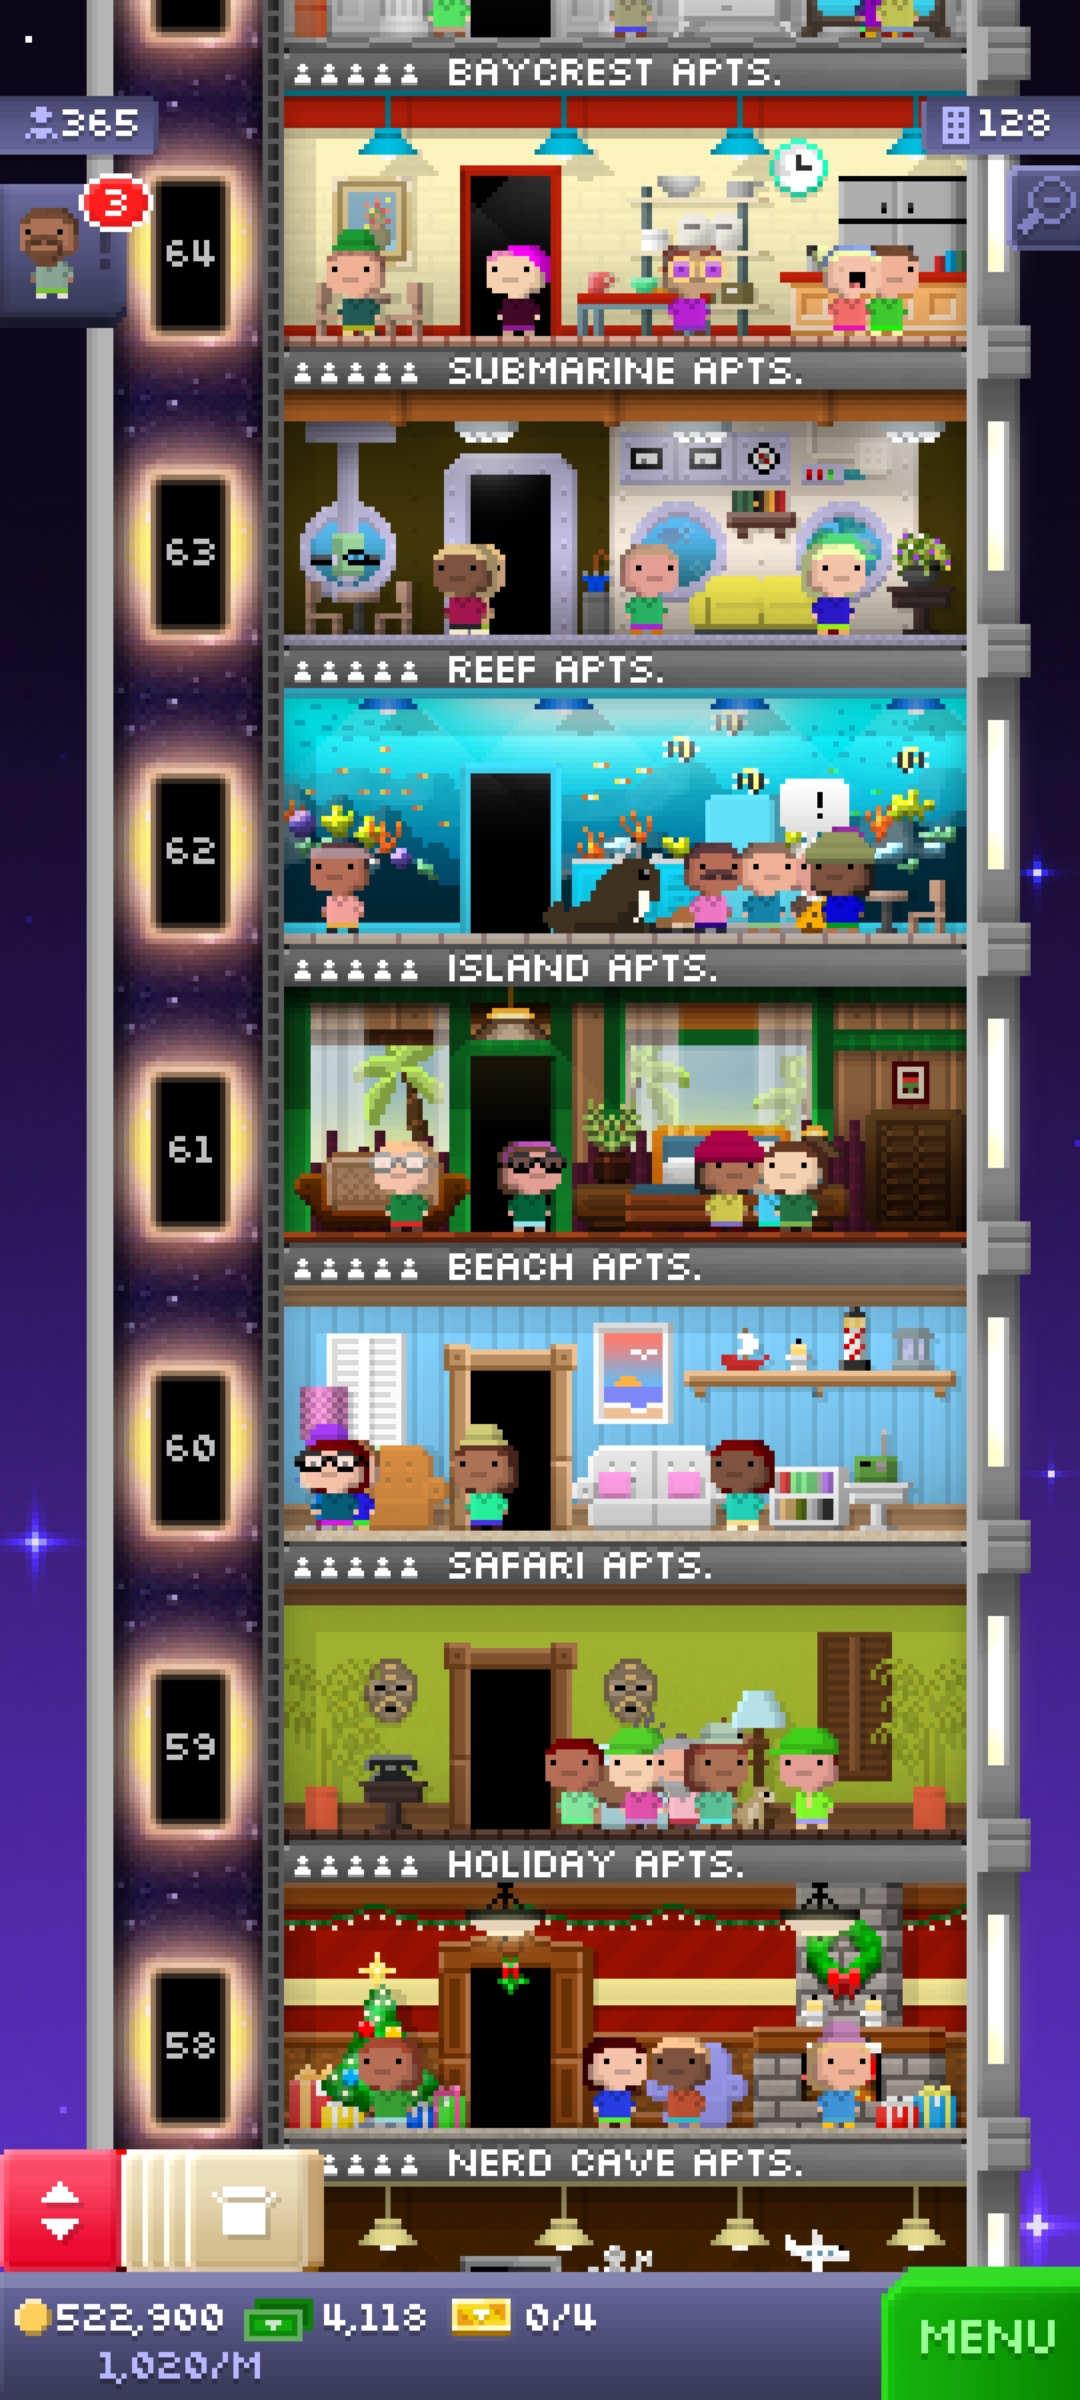 BAYCREST APTS.
365
128
3
64
SUBMARINE APTS.
63
REEF APTS.
!
62
ISLAND APTS.
61
BEACH APTS.
60
SAFARI APTS.
59
HOLIDAY APTS.
58
NERD CAVE APTS.
522,900 4,118 0/4
1,020/M
MENU